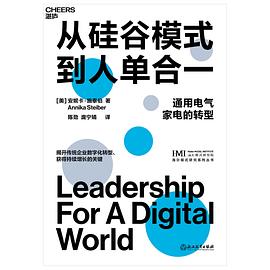 CHEERS
湛庐
从硅谷模式
到人单合一
[美] 安妮卡·施泰伯 著
Annika Steiber
陈劲 庞宁婧 译
通用电气
家电的转型
IMI
海尔模式研究系列丛书
揭开传统企业数字化转型、
获得持续增长的关键
Leadership
For A Digital
World